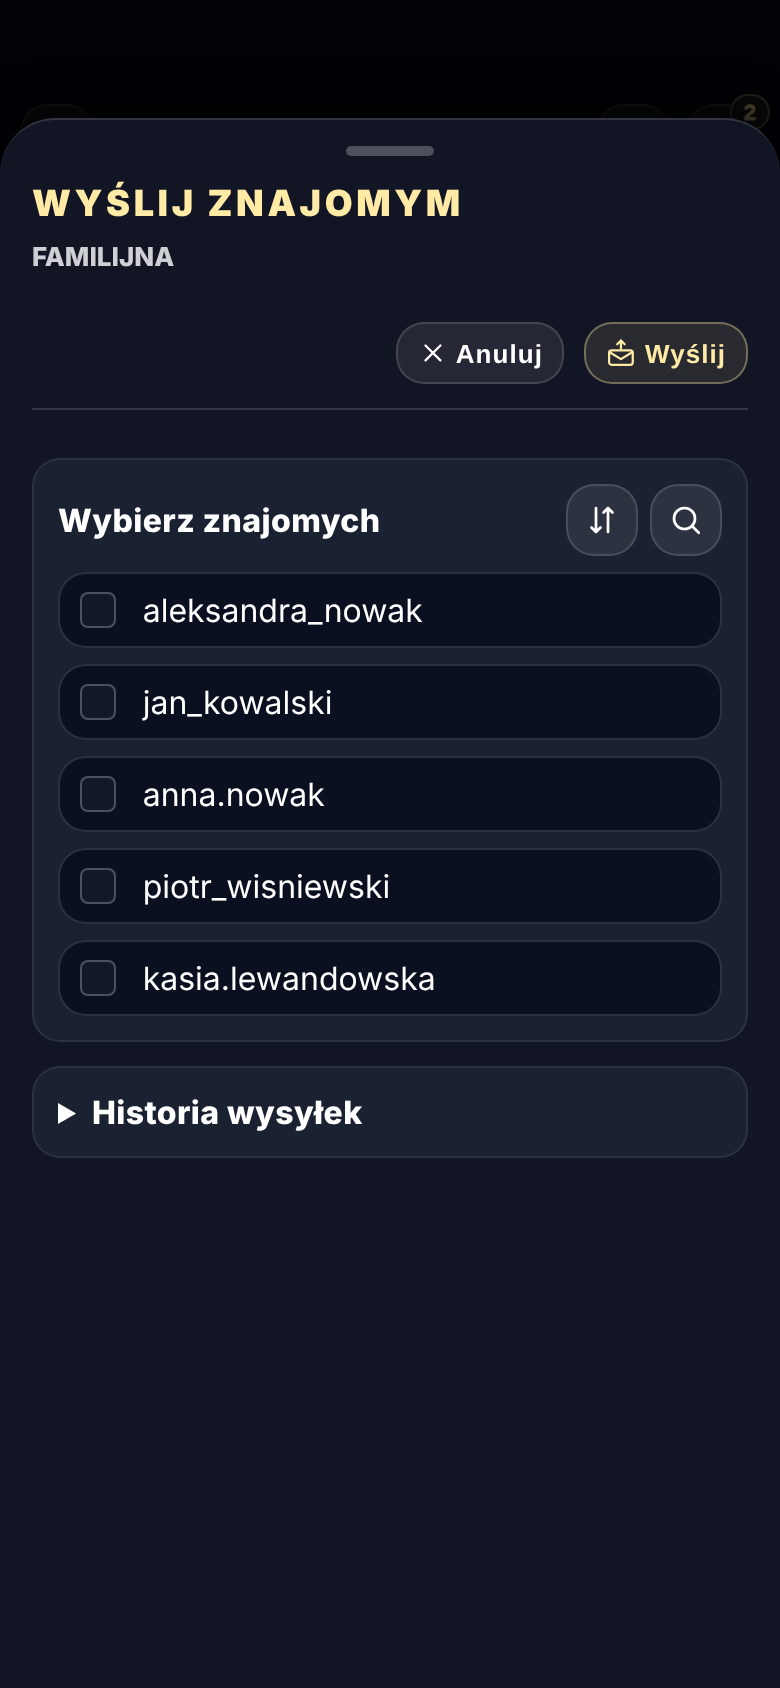 2
WYŚLIJ ZNAJOMYM
FAMILIJNA
Anuluj
Wyślij
Wybierz znajomych
aleksandra_nowak
jan_kowalski
anna.nowak
piotr_wisniewski
kasia.lewandowska
Historia wysyłek